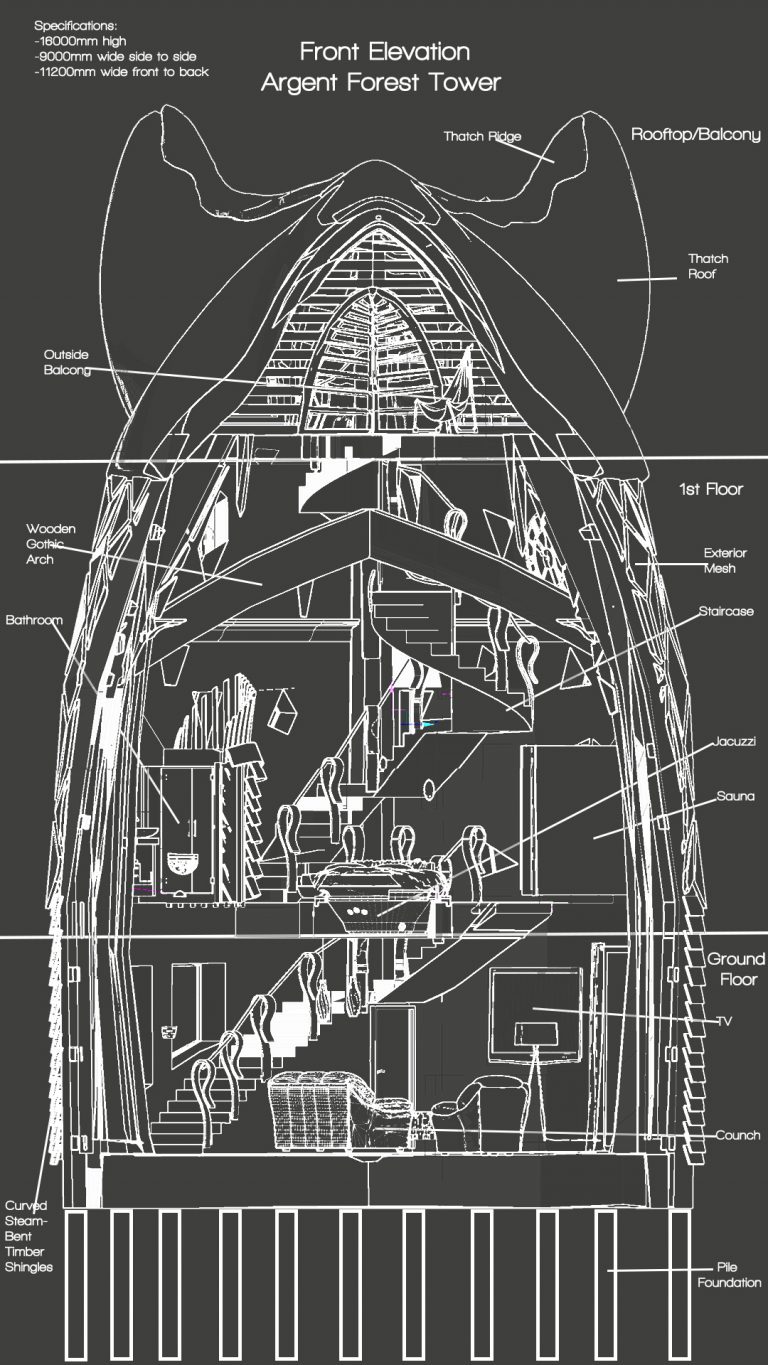 Specifications:
-16000mm high
-9000mm wide side to side
-11200mm wide front to back
Front Elevation
Argent Forest Tower
Thatch Ridge
Rooftop/Balcony
Thatch
Roof
Outside
Balcong
1st Floor
Wooden
Gothic
Arch
Exterior
Mesh
Bathroom
Staircase
Jacuzzi
Sauna
Ground
Floor
TV
Counch
Curved
Steam-
Bent
Timber
Shingles
Pile
Foundation